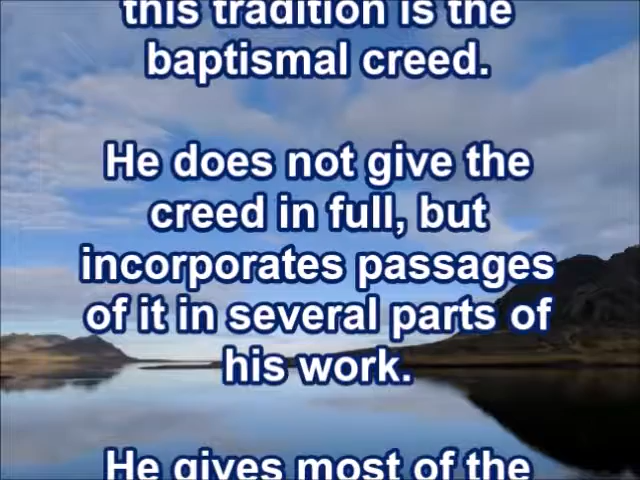 this tradition is the
baptismal creed.
He does not give the
creed in full, but
incorporates passages
of it in several parts of
his work.
He gives most of the